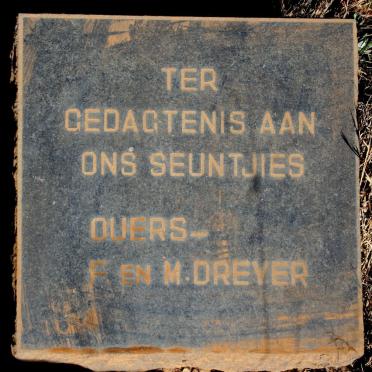 TER
GEDAGTENIS AAN
ONS SEUNTJIES
OUERS—
F EN M. DREYER